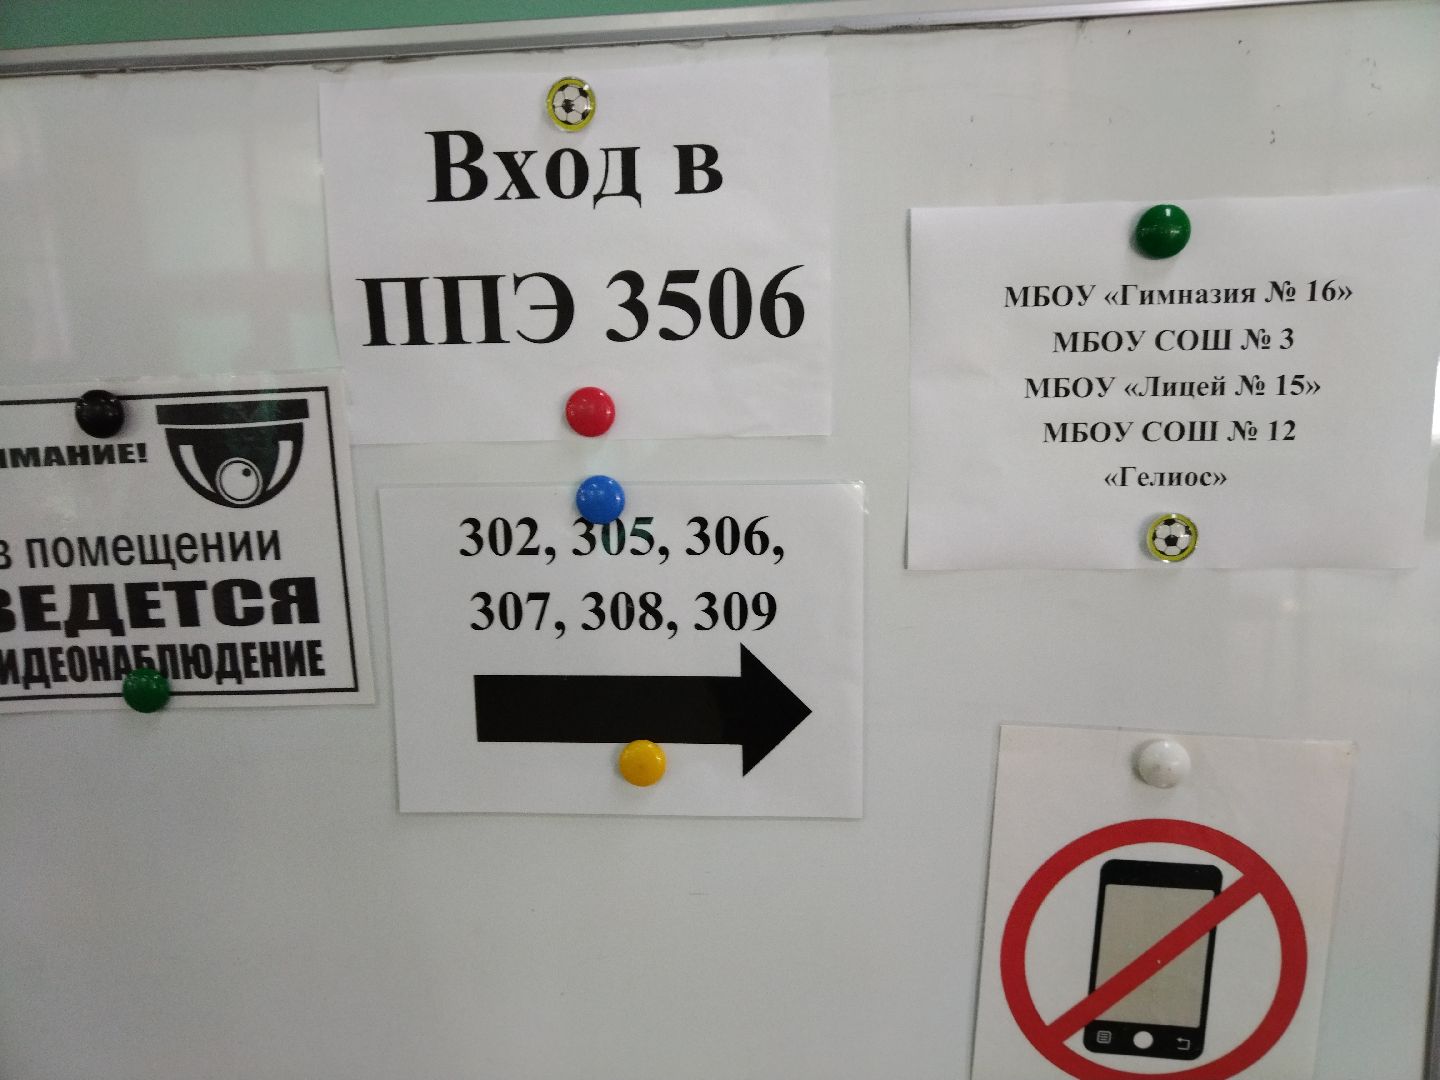 Вход в
ППЭ 3506
МБОУ «Гимназия № 16»
МБОУ СОШ № 3
МБОУ «Лицей № 15»
МБОУ СОШ № 12
«Гелиос»
ИМАНИЕ!
в помещении
ВЕДЕТСЯ
ИДЕОНАБЛЮДЕНИЕ
302, 305, 306,
307, 308, 309